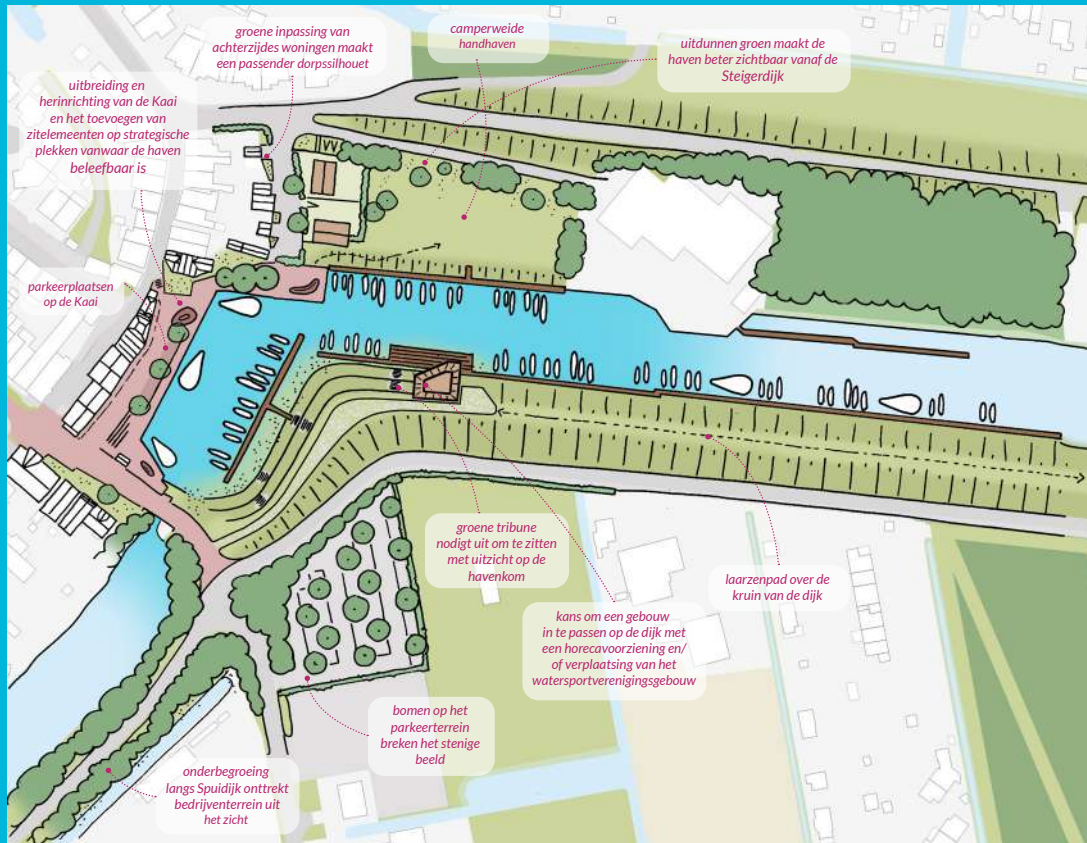 groene inpassing van
achterzijdes woningen maakt
een passender dorpssilhouet
camperweide
handhaven
uitdunnen groen maakt de
haven beter zichtbaar vanaf de
Steigerdijk
uitbreiding en
herinrichting van de Kaai
en het toevoegen van
zitelemeenten op strategische
plekken vanwaar de haven
beleefbaar is
parkeerplaatsen
op de Kaai
groene tribune
nodigt uit om te zitten
met uitzicht op de
havenkom
laarzenpad over de
kruin van de dijk
kans om een gebouw
in te passen op de dijk met
een horecavoorziening en/
of verplaatsing van het
watersportverenigingsgebouw
bomen op het
parkeerterrein
breken het stenige
beeld
onderbegroeing
langs Spuidijk onttrekt
bedrijventerrein uit
het zicht